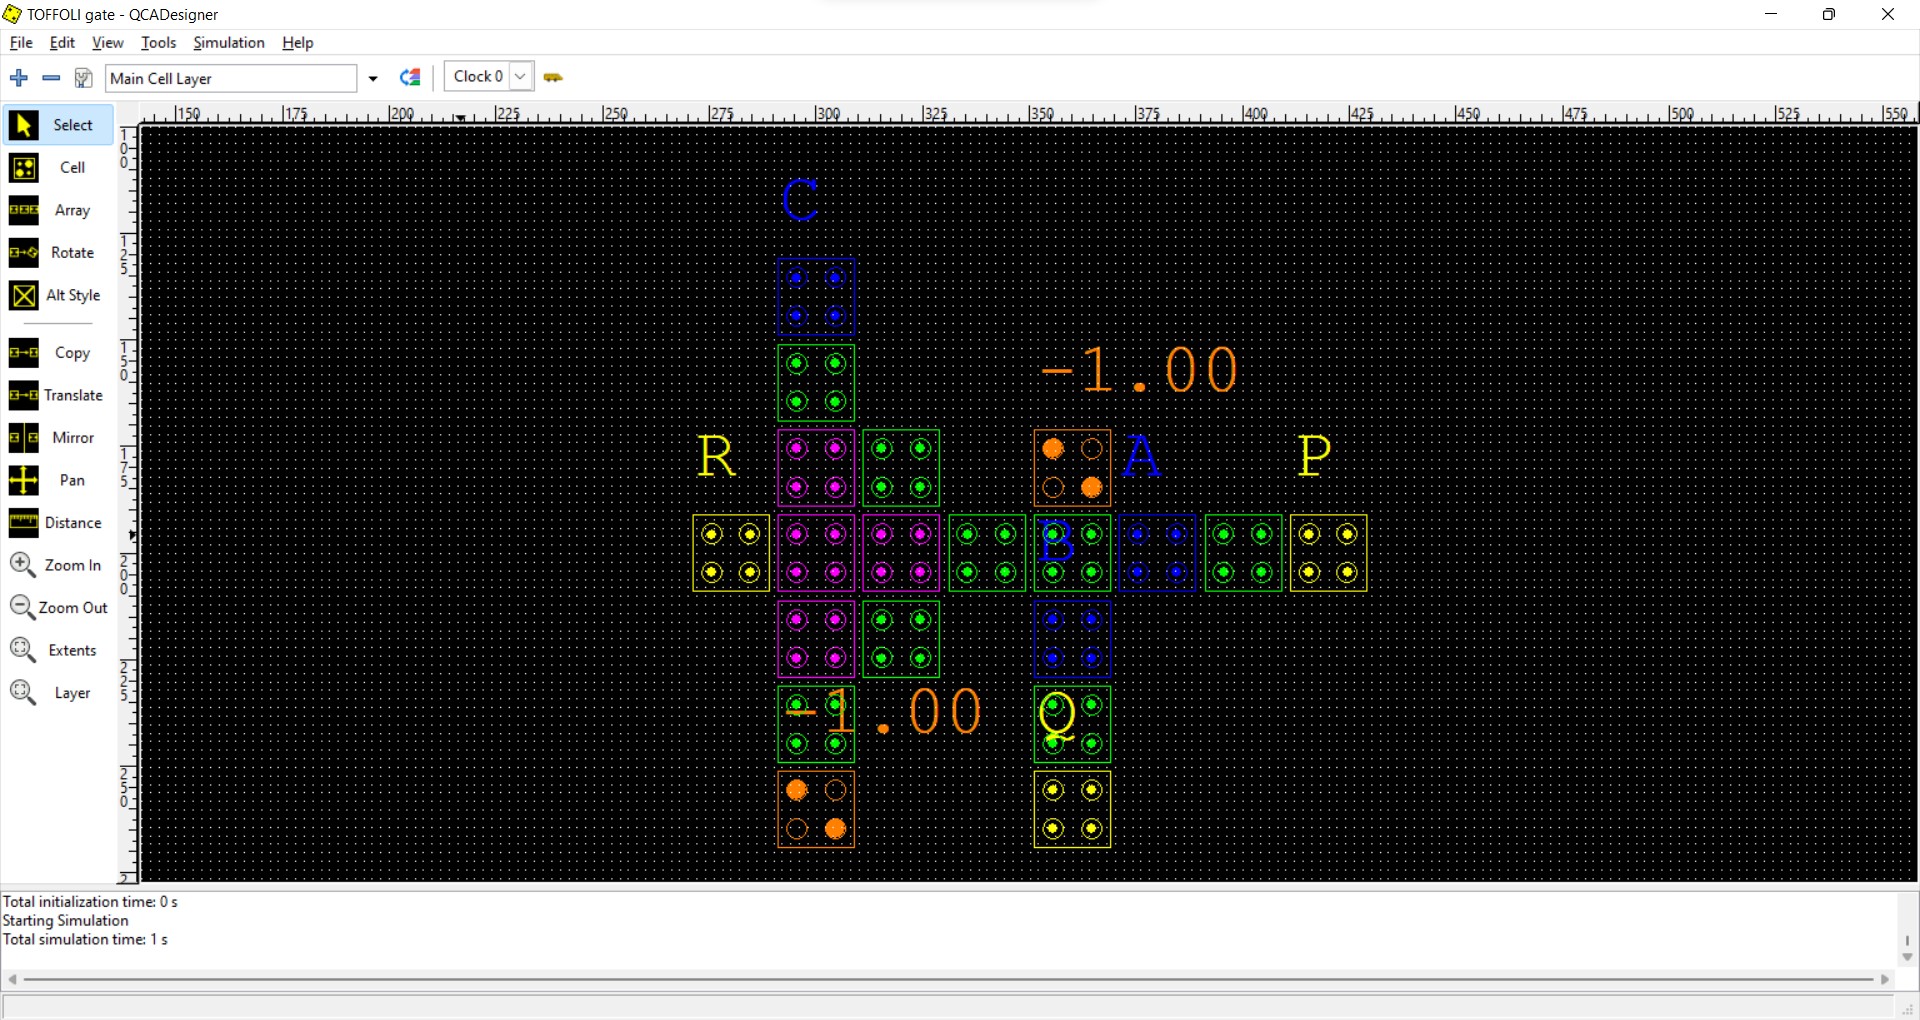 TOFFOLI gate - QCADesigner
File Edit View Tools Simulation Help
Main Cell Layer
Clock 0
150 175 200 225 250 275 300 325 350 375 400 425 450 475 500 525 550
100
125
150
175
200
225
250
2
Select
Cell
Array
Rotate
Alt Style
Copy
Translate
Mirror
Pan
Distance
Zoom In
Zoom Out
Extents
Layer
C
-1.00
R A P
B
-1.00 Q
Total initialization time: 0 s
Starting Simulation
Total simulation time: 1 s